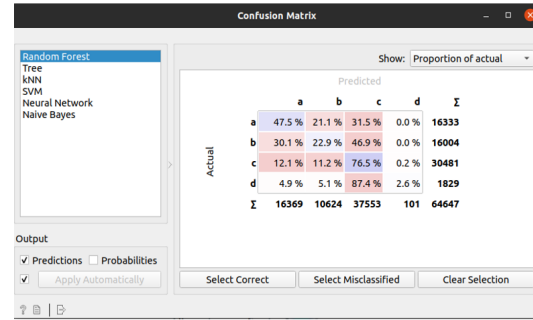 Confusion Matrix
Random Forest
Tree
kNN
SVM
Neural Network
Naive Bayes
Output
Predictions Probabilities
Apply Automatically
Show: Proportion of actual
Predicted
a b c d Σ
a 47.5 % 21.1 % 31.5 % 0.0 % 16333
b 30.1 % 22.9 % 46.9 % 0.0 % 16004
Actual
c 12.1 % 11.2 % 76.5 % 0.2 % 30481
d 4.9 % 5.1 % 87.4 % 2.6 % 1829
Σ 16369 10624 37553 101 64647
Select Correct Select Misclassified Clear Selection